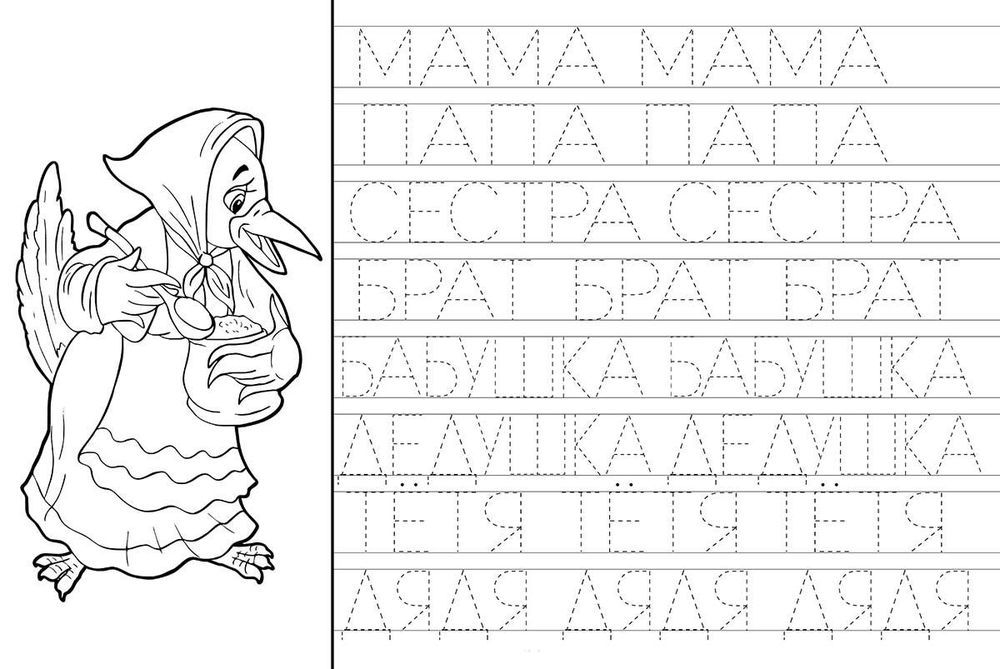 МАМА МАМА
ПАПА ПАПА
СЕСТРА СЕСТРА
БРАТ БРАТ БРАТ
БАБУШКА БАБУШКА
ДЕДУШКА ДЕДУШКА
ТЁТЯ ТЁТЯ ТЁТЯ
ДЯДЯ ДЯДЯ ДЯДЯ